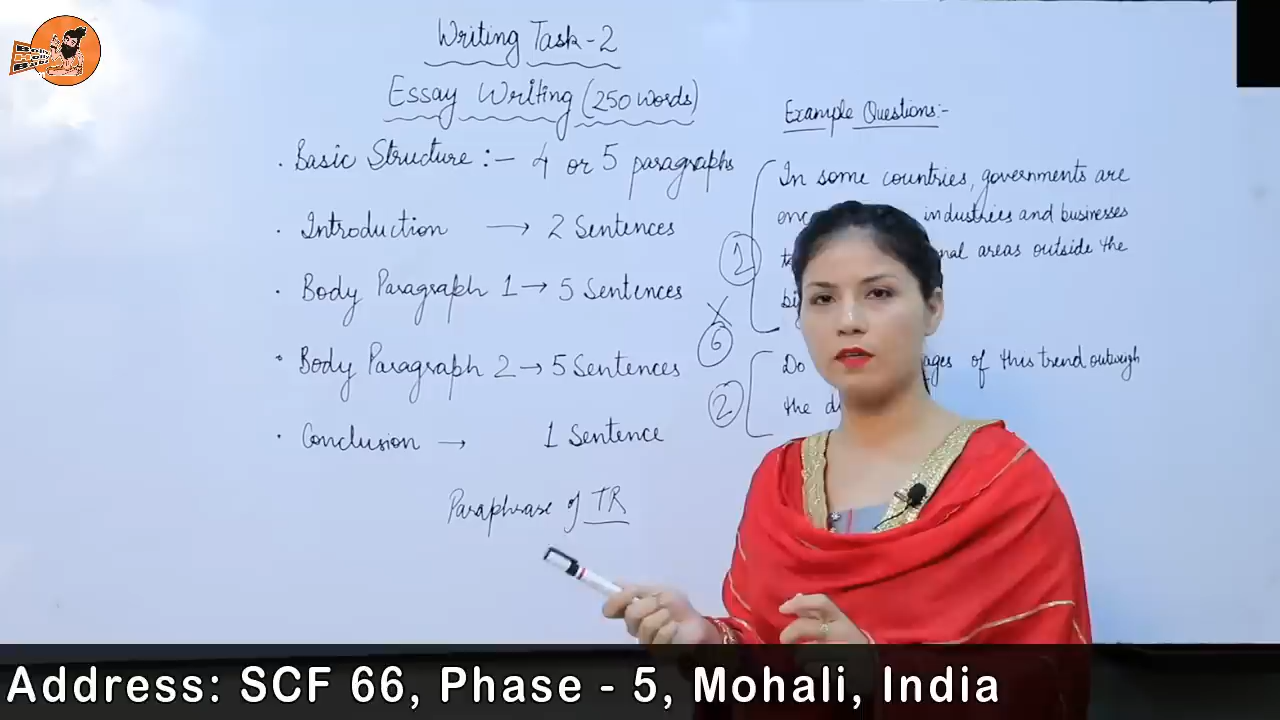 Writing Task-2
Essay Writing (250 words)
· Basic Structure :- 4 or 5 paragraphs
· Introduction → 2 Sentences
· Body Paragraph 1 → 5 Sentences
· Body Paragraph 2 → 5 Sentences
· Conclusion → 1 Sentence
Paraphrase of TR
Example Questions:-
1
In some countries, governments are
industries and businesses
areas outside the
X
6
2
Do of this trend outweigh
the
Address: SCF 66, Phase - 5, Mohali, India